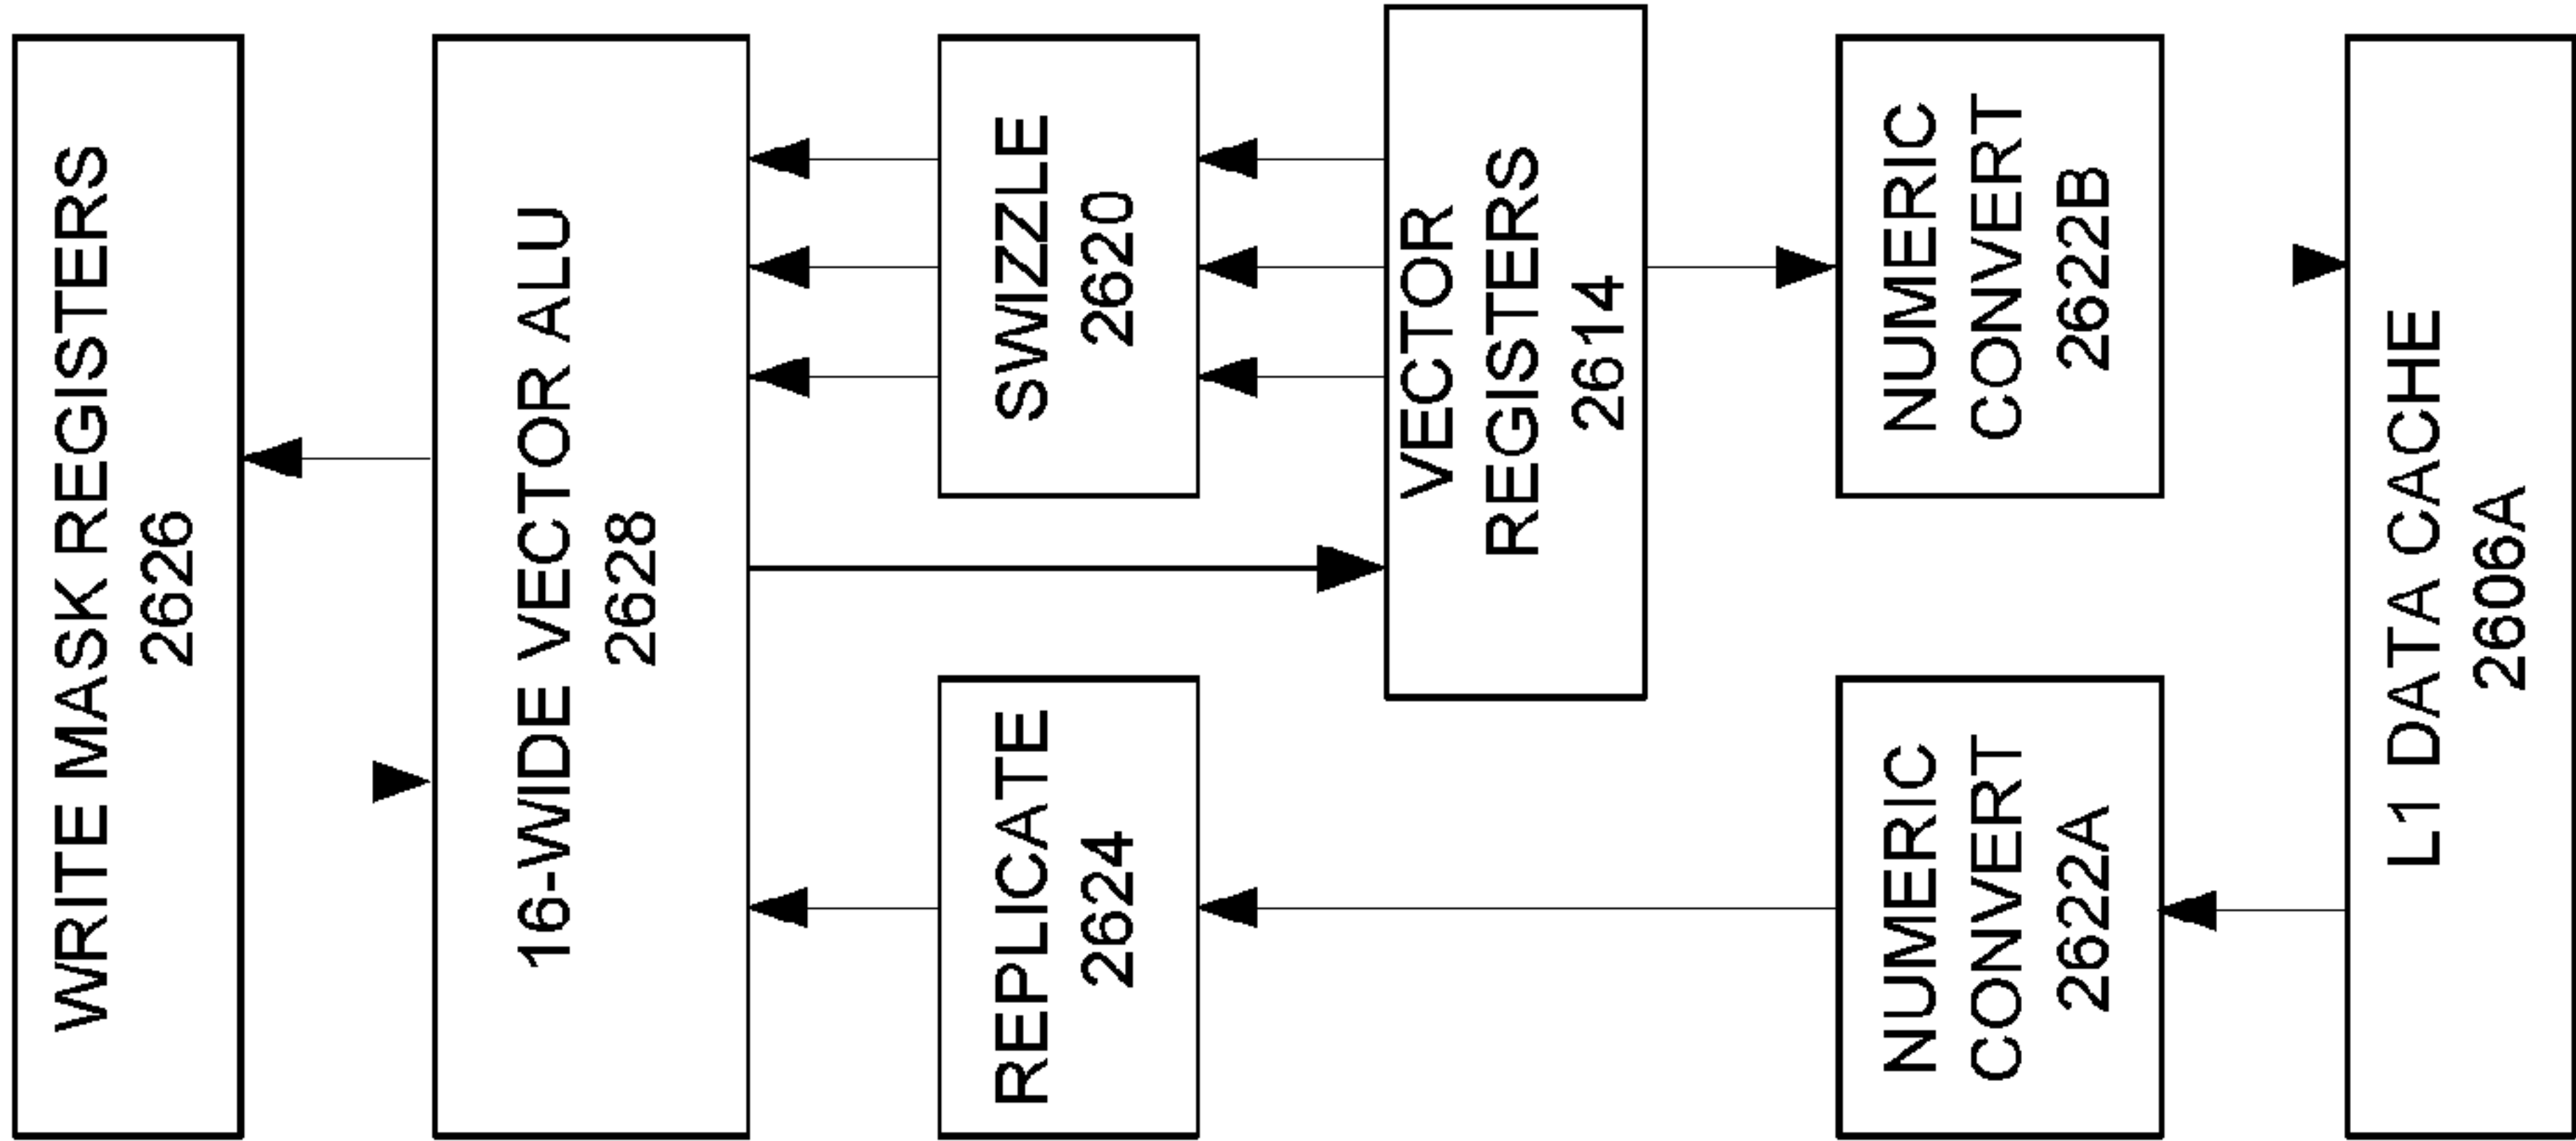 WRITE MASK REGISTERS
2626
16-WIDE VECTOR ALU
2628
REPLICATE
2624
SWIZZLE
2620
VECTOR
REGISTERS
2614
NUMERIC
CONVERT
2622A
NUMERIC
CONVERT
2622B
L1 DATA CACHE
2606A